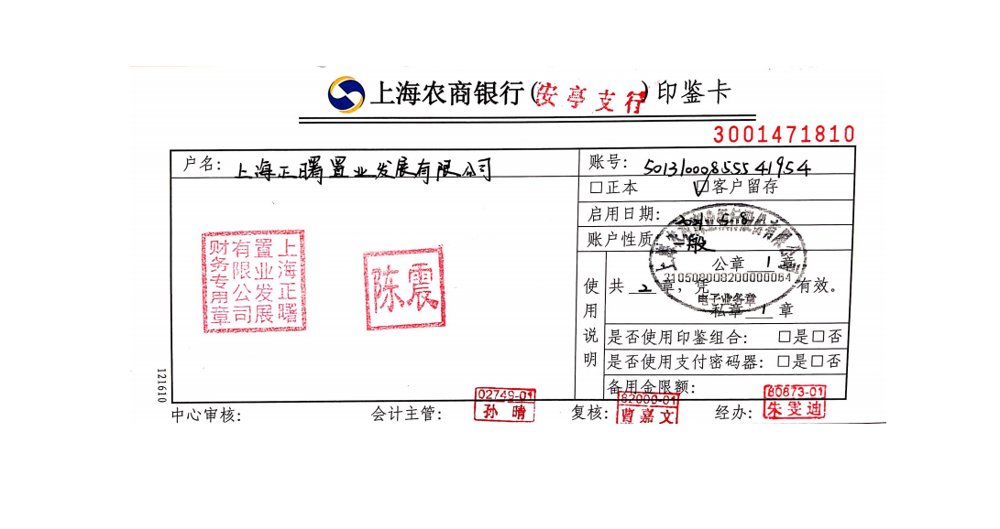 上海农商银行(安亭支行)印鉴卡
3001471810
户名: 上海正曙置业发展有限公司
账号: 50131000855541954
□正本 ☑客户留存
启用日期: 2021.5.8
账户性质: 一般
上海正曙置业发展有限公司财务专用章
陈震
使用说明
公章 1 章
共 2 章，凭 有效。
私章 1 章
310508008200000064
电子业务章
是否使用印鉴组合: □是□否
是否使用支付密码器: □是□否
备用金限额:
121610
中心审核:
会计主管: 02749-01 孙晴
复核: 82000-01 曹嘉文
经办: 80673-01 朱雯迪